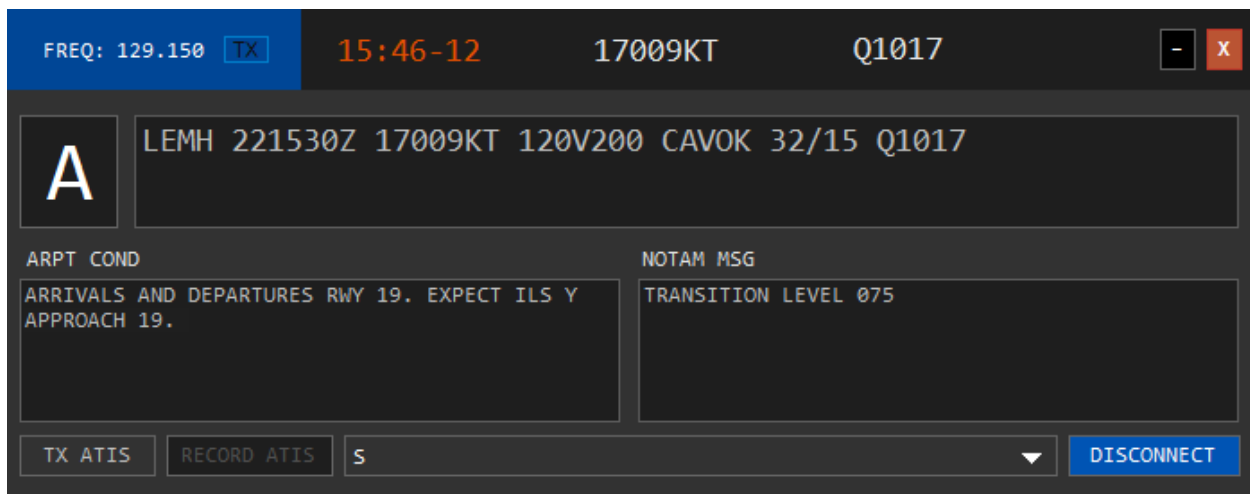 FREQ: 129.150 TX 15:46-12 17009KT Q1017 - X
A LEMH 221530Z 17009KT 120V200 CAVOK 32/15 Q1017
ARPT COND
ARRIVALS AND DEPARTURES RWY 19. EXPECT ILS Y
APPROACH 19.
NOTAM MSG
TRANSITION LEVEL 075
TX ATIS RECORD ATIS S DISCONNECT